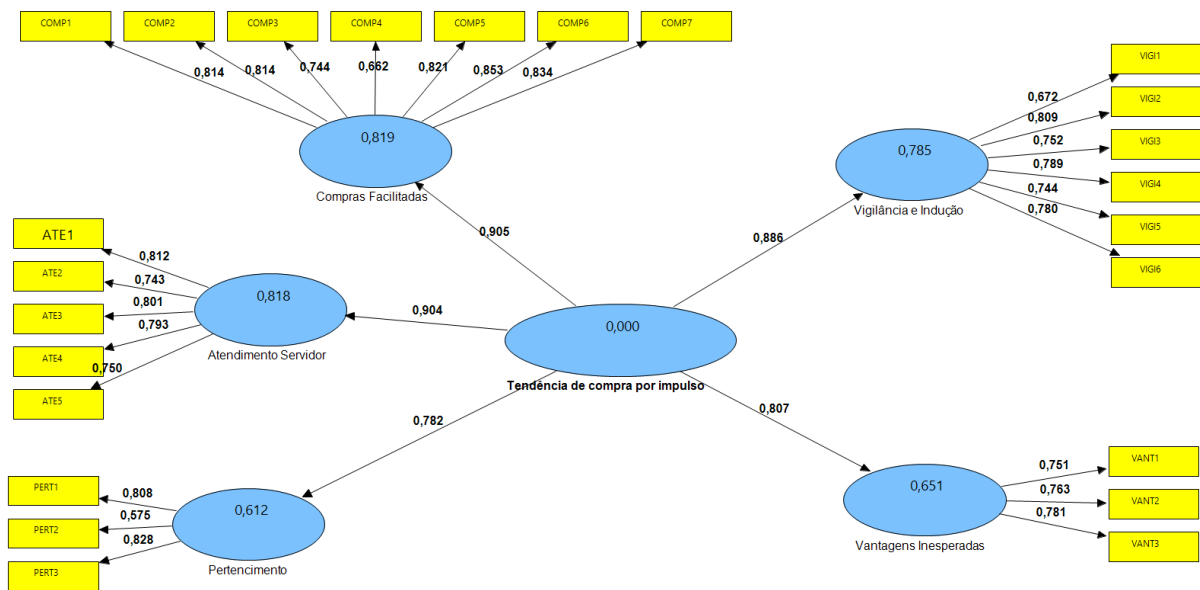 COMP1
COMP2
COMP3
COMP4
COMP5
COMP6
COMP7
0,814
0,814
0,744
0,662
0,821
0,853
0,834
0,819
Compras Facilitadas
VIGI1
VIGI2
VIGI3
VIGI4
VIGI5
VIGI6
0,672
0,809
0,752
0,789
0,744
0,780
0,785
Vigilância e Indução
0,905
0,886
ATE1
ATE2
ATE3
ATE4
ATE5
0,812
0,743
0,801
0,793
0,750
0,818
Atendimento Servidor
0,904
0,000
Tendência de compra por impulso
0,782
0,807
PERT1
PERT2
PERT3
0,808
0,575
0,828
0,612
Pertencimento
0,651
Vantagens Inesperadas
0,751
0,763
0,781
VANT1
VANT2
VANT3